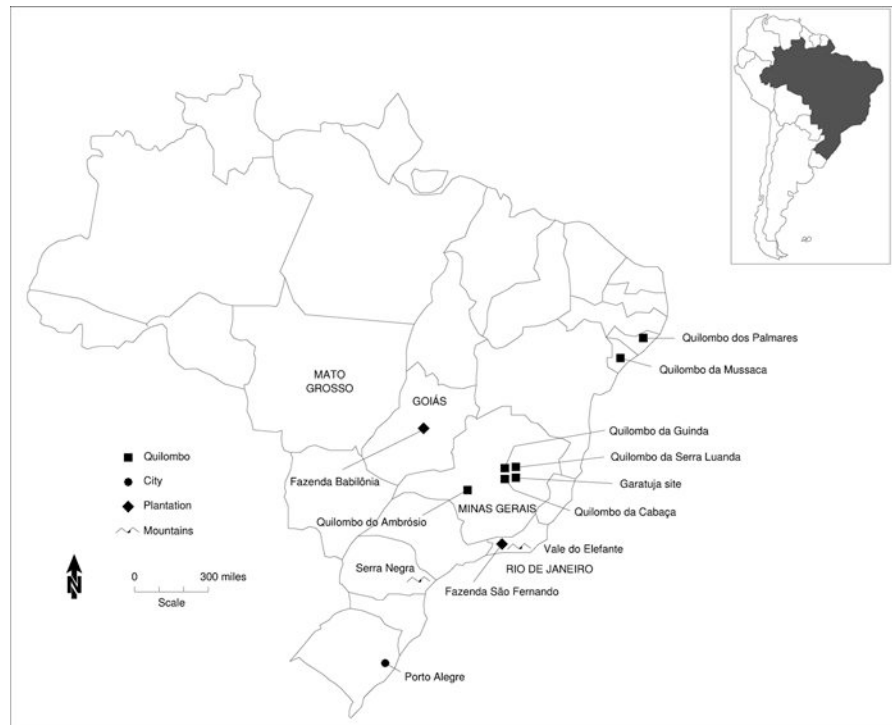 Quilombo dos Palmares
Quilombo da Mussaca
MATO
GROSSO
GOIÁS
Quilombo da Guinda
Quilombo
Quilombo da Serra Luanda
City
Fazenda Babilônia
Garatuja site
Plantation
MINAS GERAIS
Quilombo da Cabaça
Quilombo do Ambrósio
Mountains
Vale do Elefante
Serra Negra
RIO DE JANEIRO
N
0 300 miles
Scale
Fazenda São Fernando
Porto Alegre